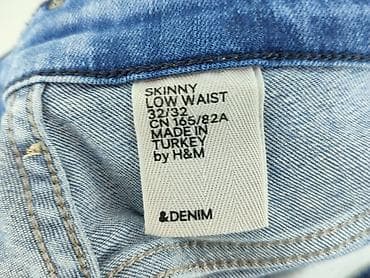 SKINNY
LOW WAIST
32/32
CN 165/82A
MADE IN
TURKEY
by H&M
&DENIM